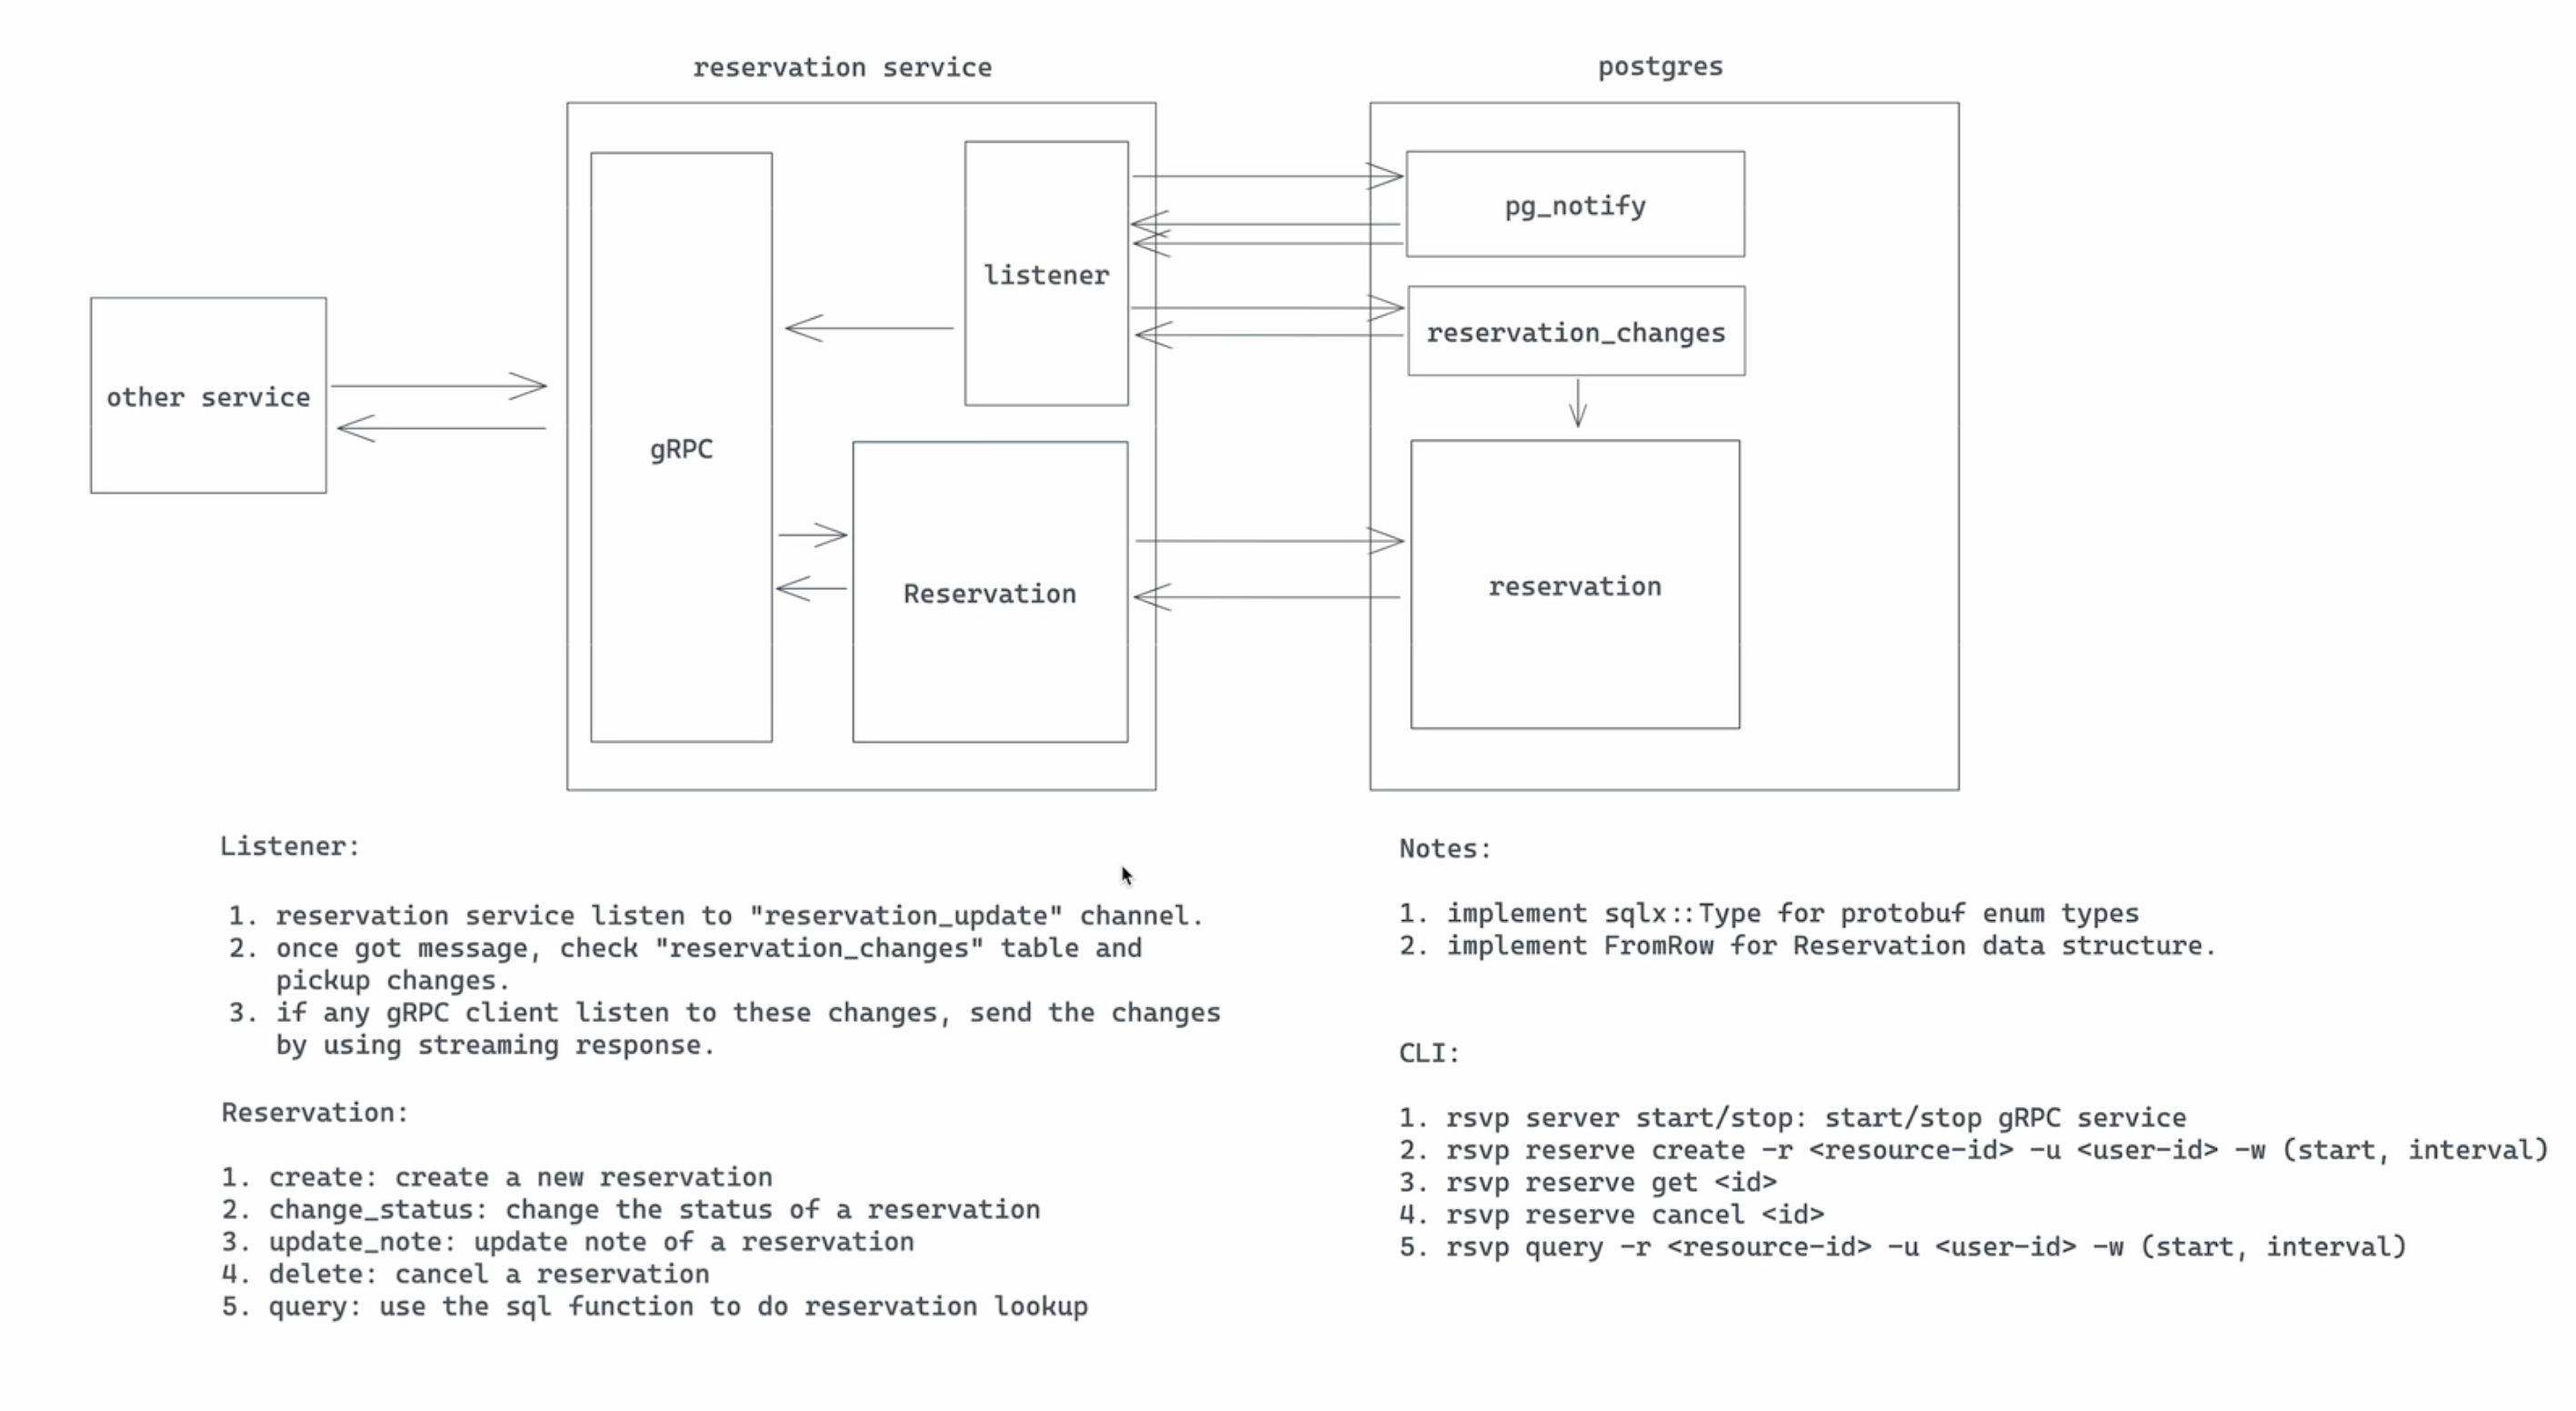 reservation service
postgres
pg_notify
listener
reservation_changes
other service
gRPC
Reservation
reservation
Listener:
1. reservation service listen to "reservation_update" channel.
2. once got message, check "reservation_changes" table and
pickup changes.
3. if any gRPC client listen to these changes, send the changes
by using streaming response.
Reservation:
1. create: create a new reservation
2. change_status: change the status of a reservation
3. update_note: update note of a reservation
4. delete: cancel a reservation
5. query: use the sql function to do reservation lookup
Notes:
1. implement sqlx::Type for protobuf enum types
2. implement FromRow for Reservation data structure.
CLI:
1. rsvp server start/stop: start/stop gRPC service
2. rsvp reserve create -r <resource-id> -u <user-id> -w (start, interval)
3. rsvp reserve get <id>
4. rsvp reserve cancel <id>
5. rsvp query -r <resource-id> -u <user-id> -w (start, interval)